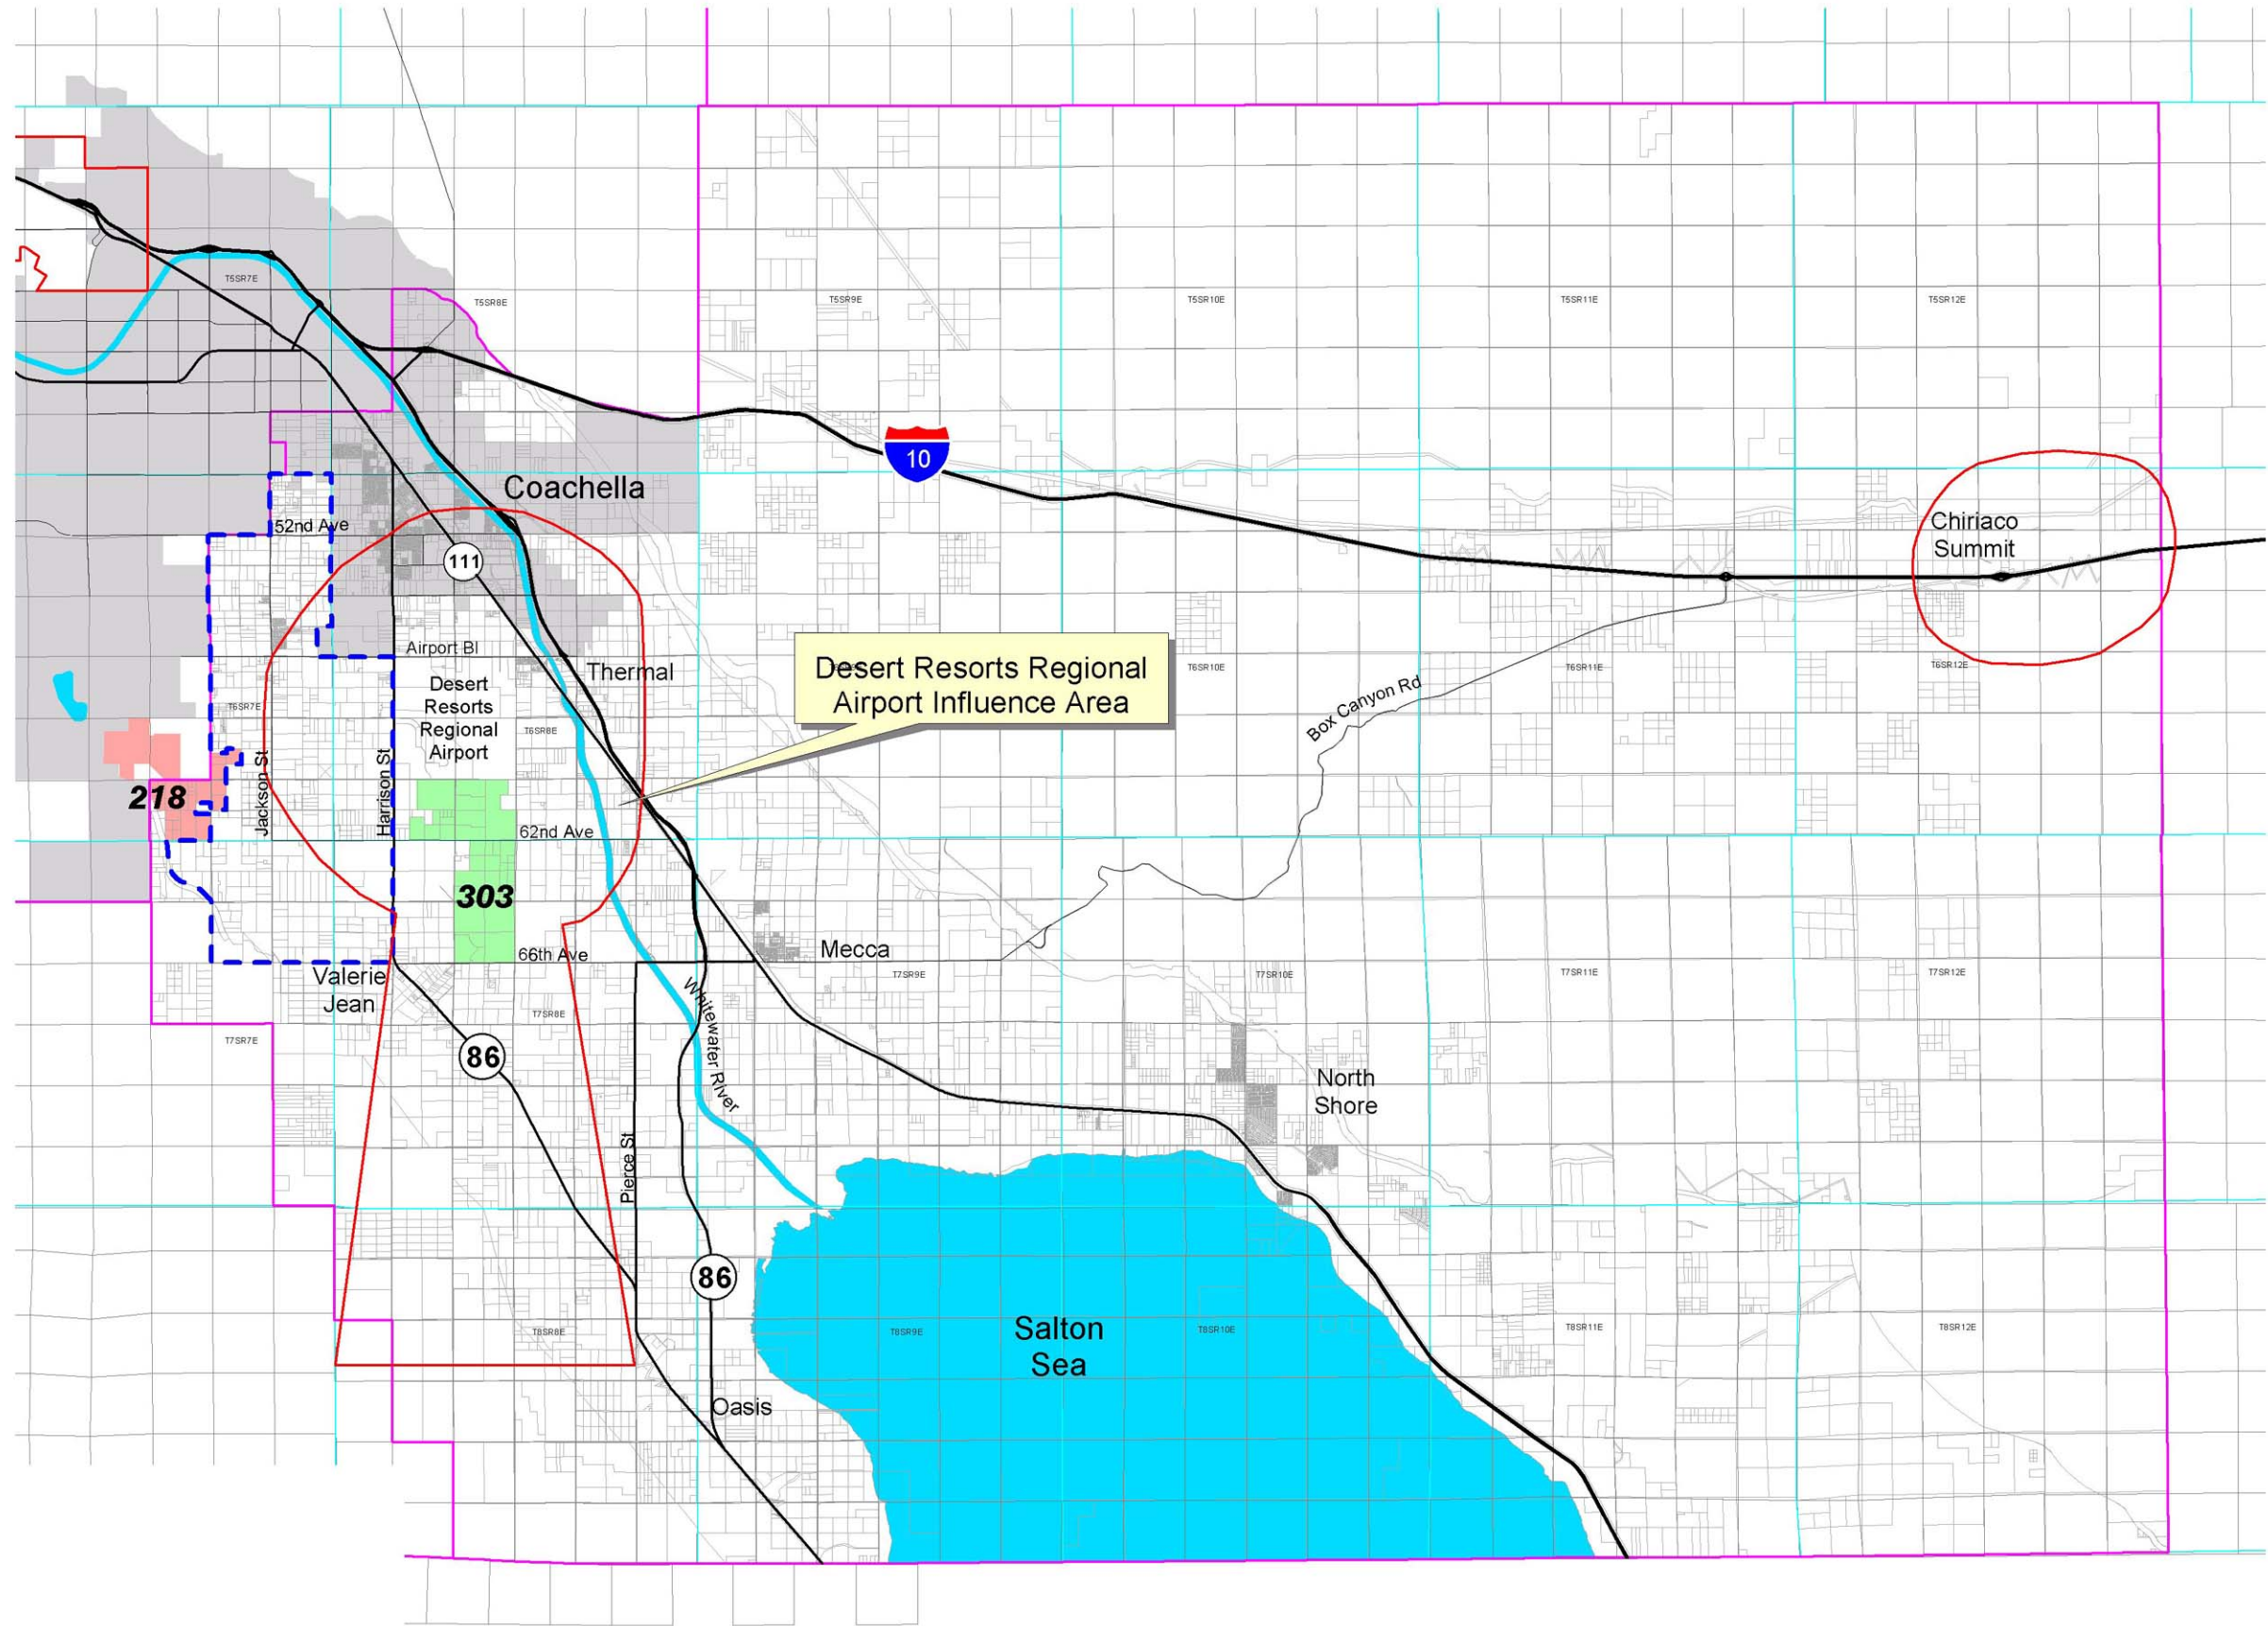 T5SR7E
T5SR8E
T5SR9E
T5SR10E
T5SR11E
T5SR12E
10
Coachella
52nd Ave
111
Chiriaco
Summit
Airport Bl
Thermal
Desert
Resorts
Regional
Airport
Desert Resorts Regional
Airport Influence Area
T6SR7E
T6SR8E
T6SR10E
T6SR11E
T6SR12E
Box Canyon Rd
Jackson St
Harrison St
218
62nd Ave
303
66th Ave
Mecca
Valerie
Jean
T7SR7E
T7SR8E
T7SR9E
T7SR10E
T7SR11E
T7SR12E
Whitewater River
86
North
Shore
Pierce St
86
Salton
Sea
T8SR8E
T8SR9E
T8SR10E
T8SR11E
T8SR12E
Oasis